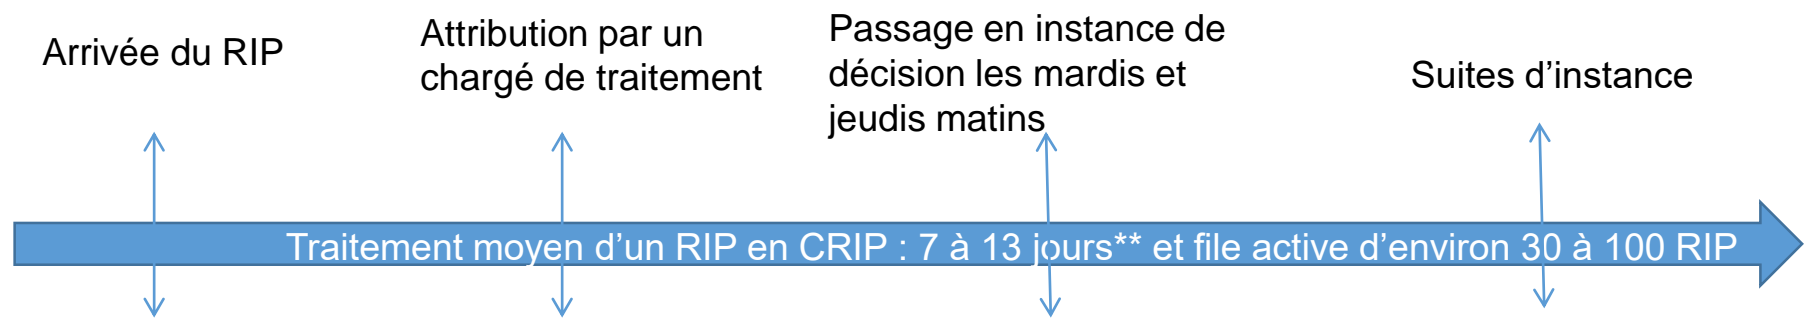 Arrivée du RIP
Attribution par un
chargé de traitement
Passage en instance de
décision les mardis et
jeudis matins
Suites d’instance
Traitement moyen d’un RIP en CRIP : 7 à 13 jours** et file active d’environ 30 à 100 RIP